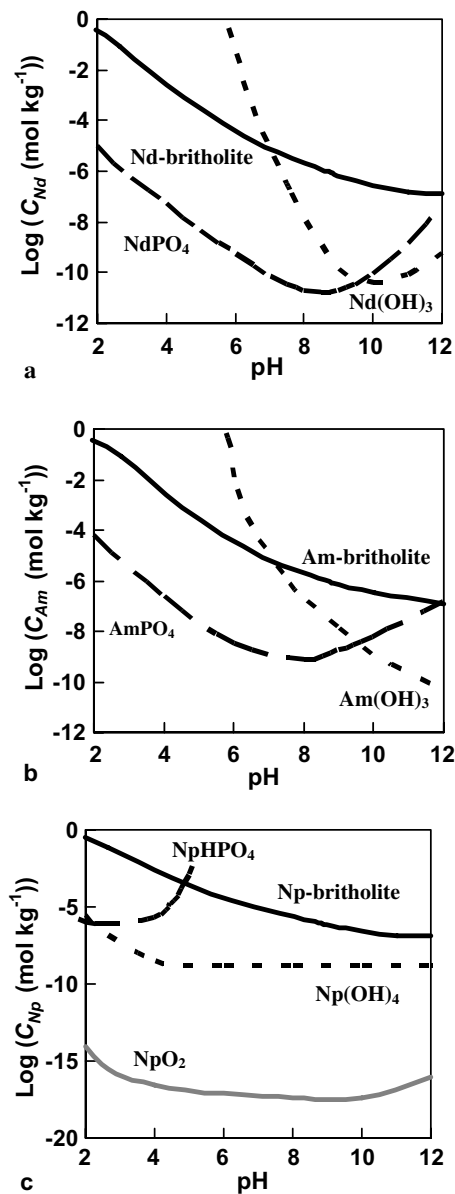 Log (C_Nd (mol kg⁻¹))
0
-2
-4
-6
-8
-10
-12
Nd-britholite
NdPO₄
Nd(OH)₃
2 4 6 8 10 12
pH
a
Log (C_Am (mol kg⁻¹))
0
-2
-4
-6
-8
-10
-12
Am-britholite
AmPO₄
Am(OH)₃
2 4 6 8 10 12
pH
b
Log (C_Np (mol kg⁻¹))
0
-5
-10
-15
-20
NpHPO₄
Np-britholite
Np(OH)₄
NpO₂
2 4 6 8 10 12
pH
c